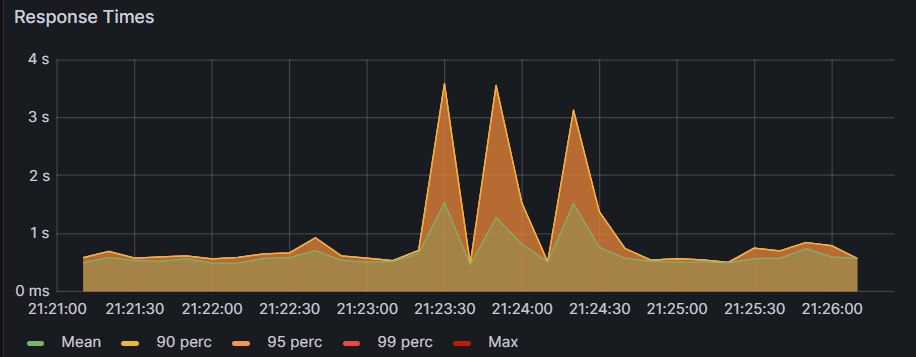 Response Times
4 s
3 s
2 s
1 s
0 ms
21:21:00 21:21:30 21:22:00 21:22:30 21:23:00 21:23:30 21:24:00 21:24:30 21:25:00 21:25:30 21:26:00
Mean 90 perc 95 perc 99 perc Max